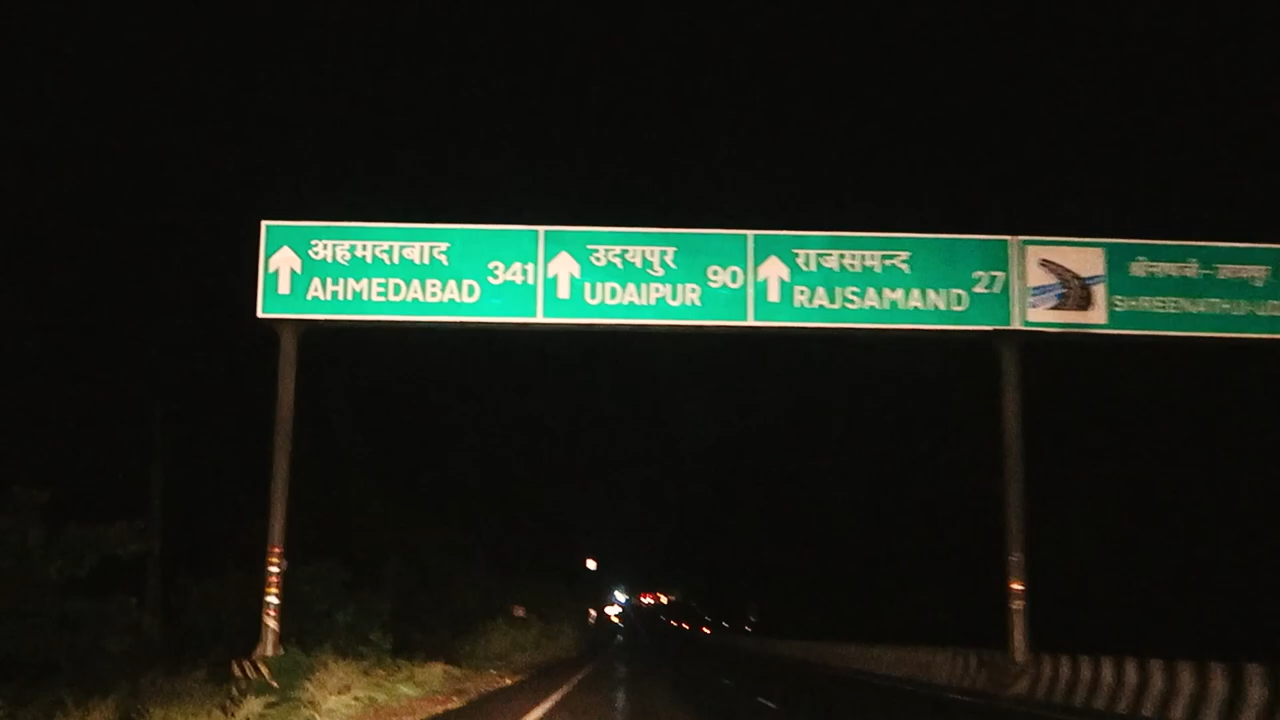 अहमदाबाद
AHMEDABAD
341
उदयपुर
UDAIPUR
90
राजसमन्द
RAJSAMAND
27